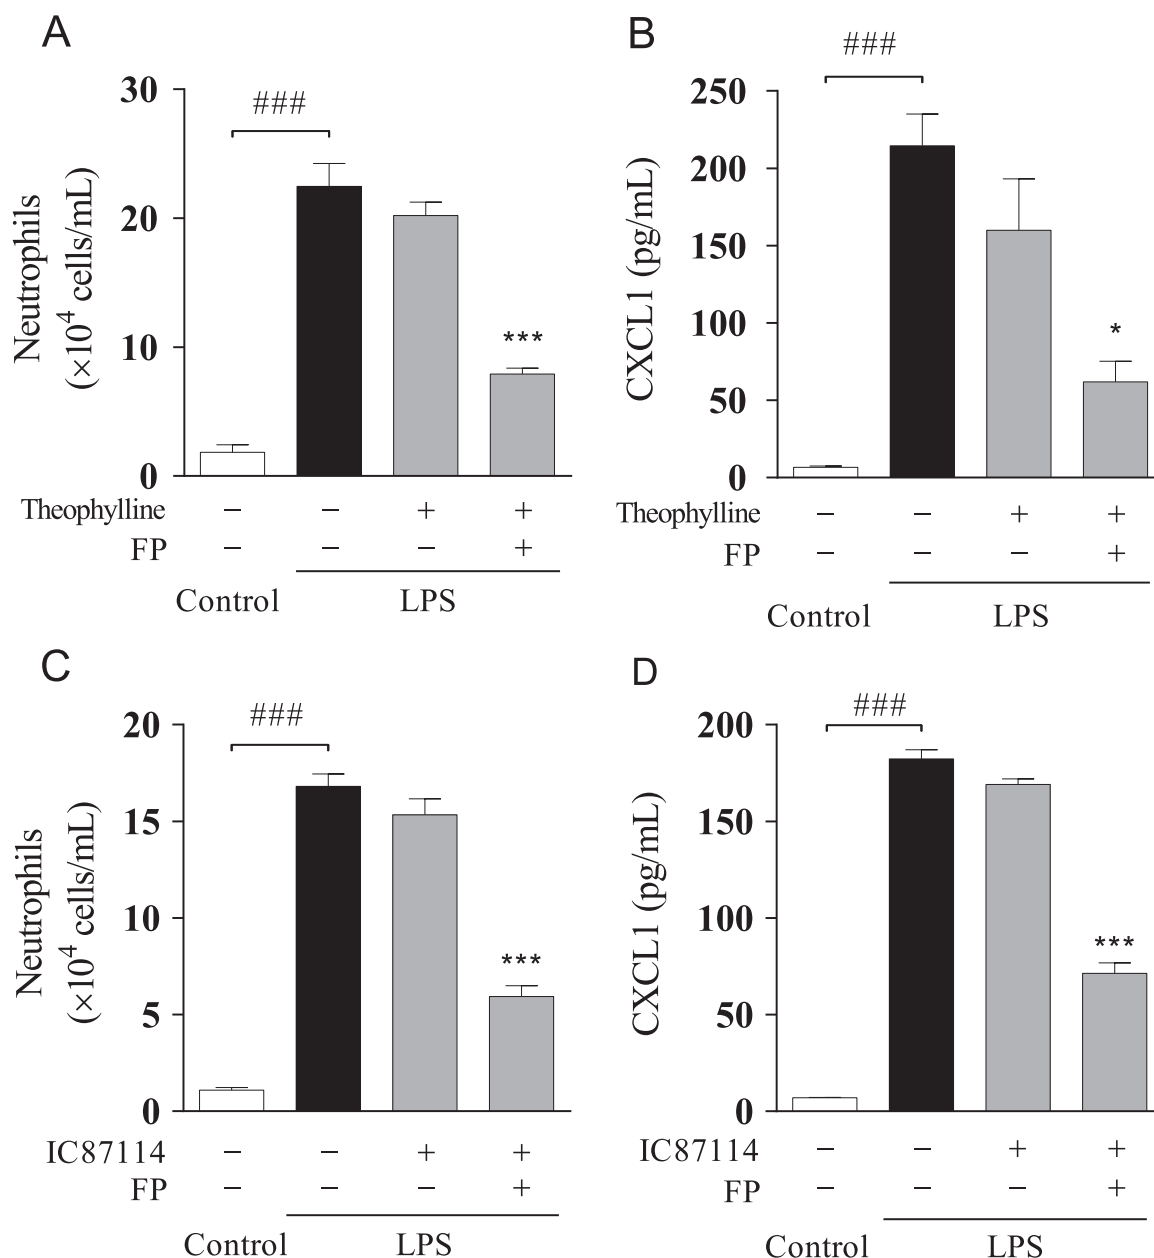 A
30
20
10
0
Neutrophils
(×10⁴ cells/mL)
###
***
Theophylline − − + +
FP − − − +
Control LPS
B
250
200
150
100
50
0
CXCL1 (pg/mL)
###
*
Theophylline − − + +
FP − − − +
Control LPS
C
20
15
10
5
0
Neutrophils
(×10⁴ cells/mL)
###
***
IC87114 − − + +
FP − − − +
Control LPS
D
200
150
100
50
0
CXCL1 (pg/mL)
###
***
IC87114 − − + +
FP − − − +
Control LPS